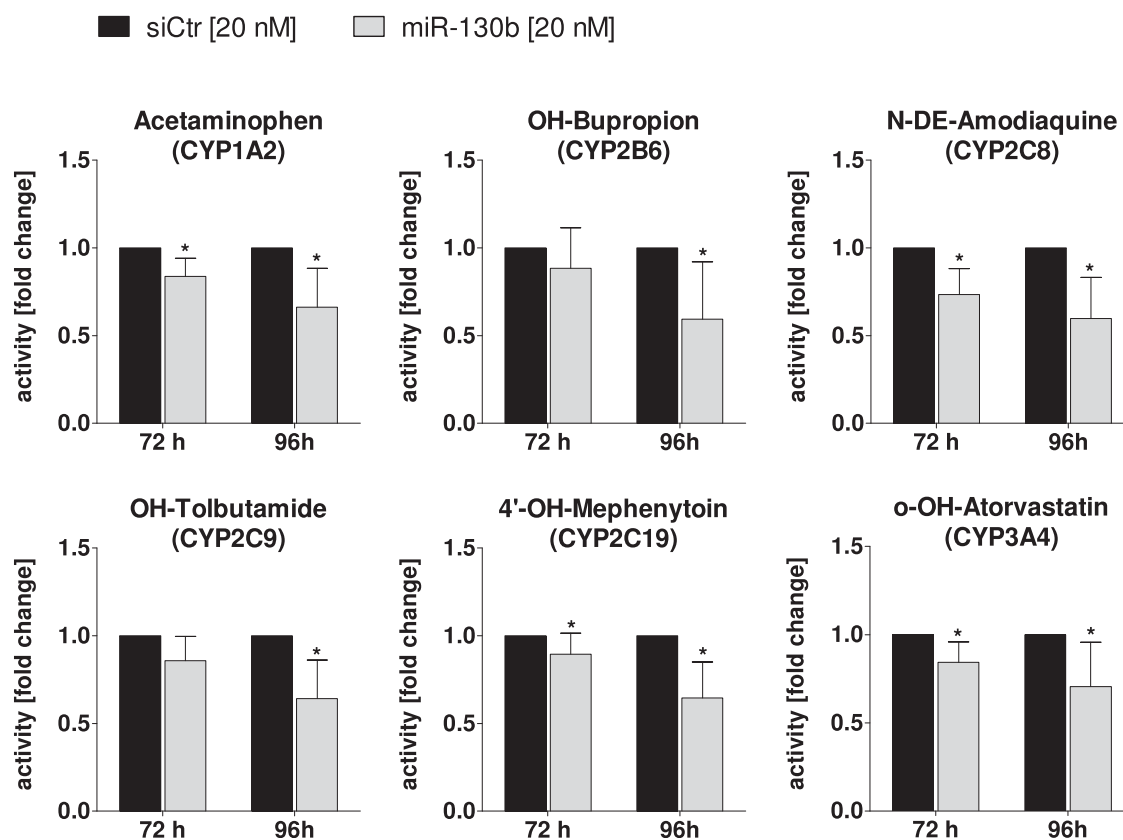 siCtr [20 nM] miR-130b [20 nM]
Acetaminophen
(CYP1A2)
activity [fold change]
1.5
1.0
0.5
0.0
* *
72 h 96h
OH-Bupropion
(CYP2B6)
activity [fold change]
1.5
1.0
0.5
0.0
*
72 h 96h
N-DE-Amodiaquine
(CYP2C8)
activity [fold change]
1.5
1.0
0.5
0.0
* *
72 h 96h
OH-Tolbutamide
(CYP2C9)
activity [fold change]
1.5
1.0
0.5
0.0
*
72 h 96h
4'-OH-Mephenytoin
(CYP2C19)
activity [fold change]
1.5
1.0
0.5
0.0
* *
72 h 96h
o-OH-Atorvastatin
(CYP3A4)
activity [fold change]
1.5
1.0
0.5
0.0
* *
72 h 96h